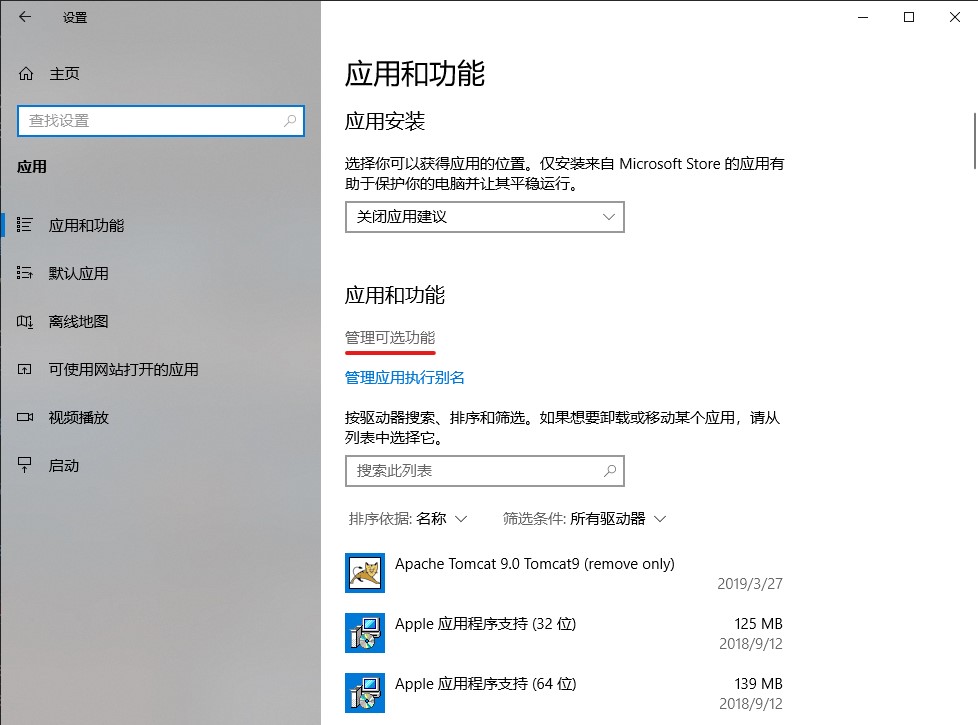 设置
主页
查找设置
应用
应用和功能
默认应用
离线地图
可使用网站打开的应用
视频播放
启动
应用和功能
应用安装
选择你可以获得应用的位置。仅安装来自 Microsoft Store 的应用有
助于保护你的电脑并让其平稳运行。
关闭应用建议
应用和功能
管理可选功能
管理应用执行别名
按驱动器搜索、排序和筛选。如果想要卸载或移动某个应用，请从
列表中选择它。
搜索此列表
排序依据: 名称 筛选条件: 所有驱动器
Apache Tomcat 9.0 Tomcat9 (remove only)
2019/3/27
Apple 应用程序支持 (32 位) 125 MB
2018/9/12
Apple 应用程序支持 (64 位) 139 MB
2018/9/12